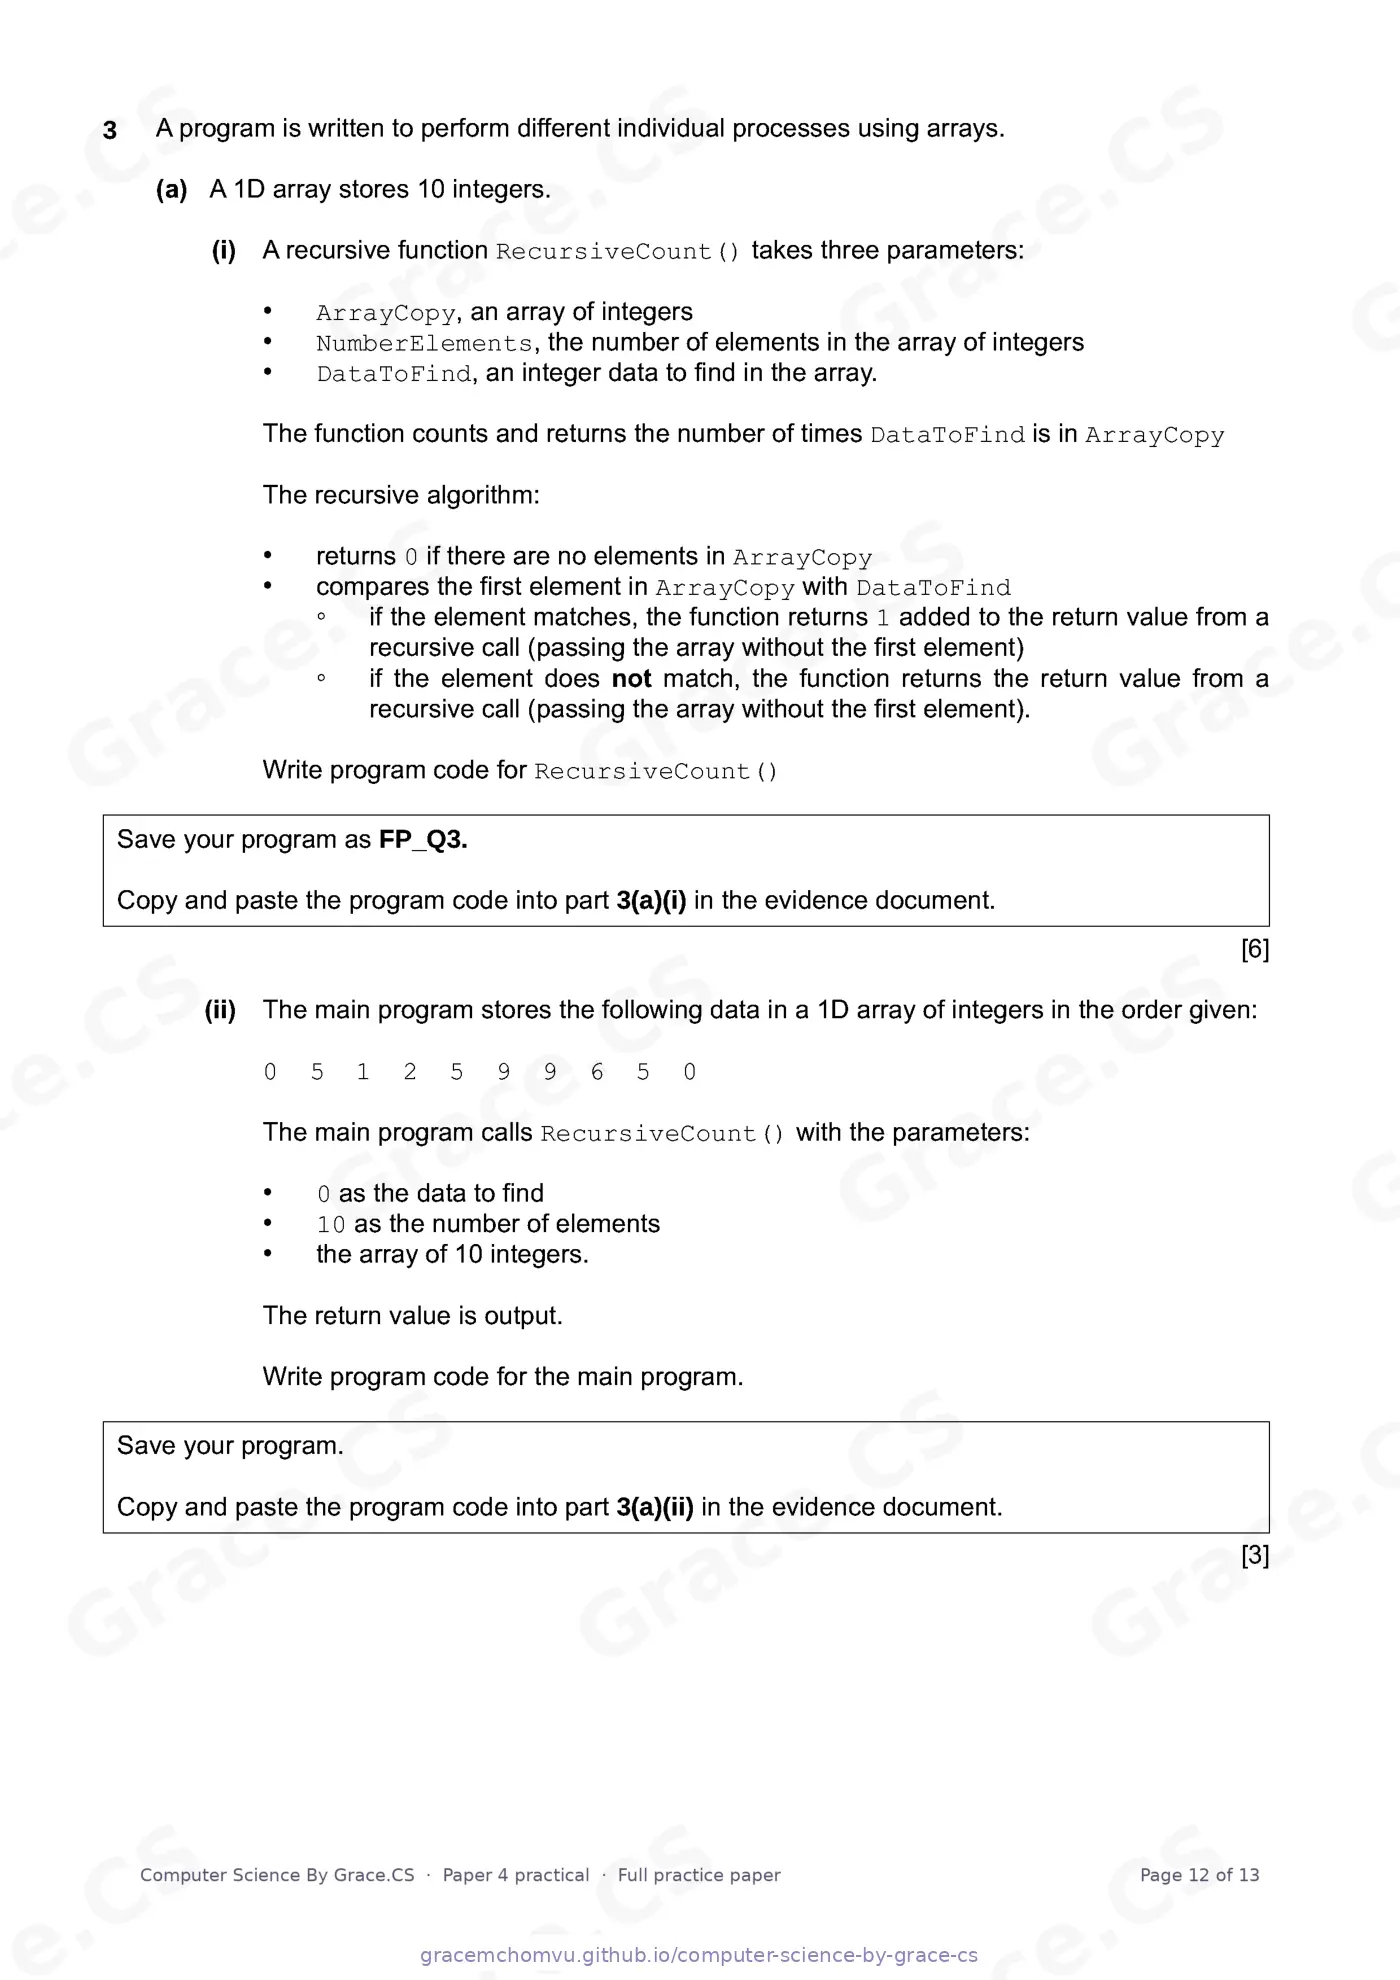 3 A program is written to perform different individual processes using arrays.
(a) A 1D array stores 10 integers.
(i) A recursive function RecursiveCount() takes three parameters:
• ArrayCopy, an array of integers
• NumberElements, the number of elements in the array of integers
• DataToFind, an integer data to find in the array.
The function counts and returns the number of times DataToFind is in ArrayCopy
The recursive algorithm:
• returns 0 if there are no elements in ArrayCopy
• compares the first element in ArrayCopy with DataToFind
◦ if the element matches, the function returns 1 added to the return value from a
recursive call (passing the array without the first element)
◦ if the element does not match, the function returns the return value from a
recursive call (passing the array without the first element).
Write program code for RecursiveCount()
Save your program as FP_Q3.
Copy and paste the program code into part 3(a)(i) in the evidence document.
[6]
(ii) The main program stores the following data in a 1D array of integers in the order given:
0 5 1 2 5 9 9 6 5 0
The main program calls RecursiveCount() with the parameters:
• 0 as the data to find
• 10 as the number of elements
• the array of 10 integers.
The return value is output.
Write program code for the main program.
Save your program.
Copy and paste the program code into part 3(a)(ii) in the evidence document.
[3]
Computer Science By Grace.CS · Paper 4 practical · Full practice paper Page 12 of 13
gracemchomvu.github.io/computer-science-by-grace-cs